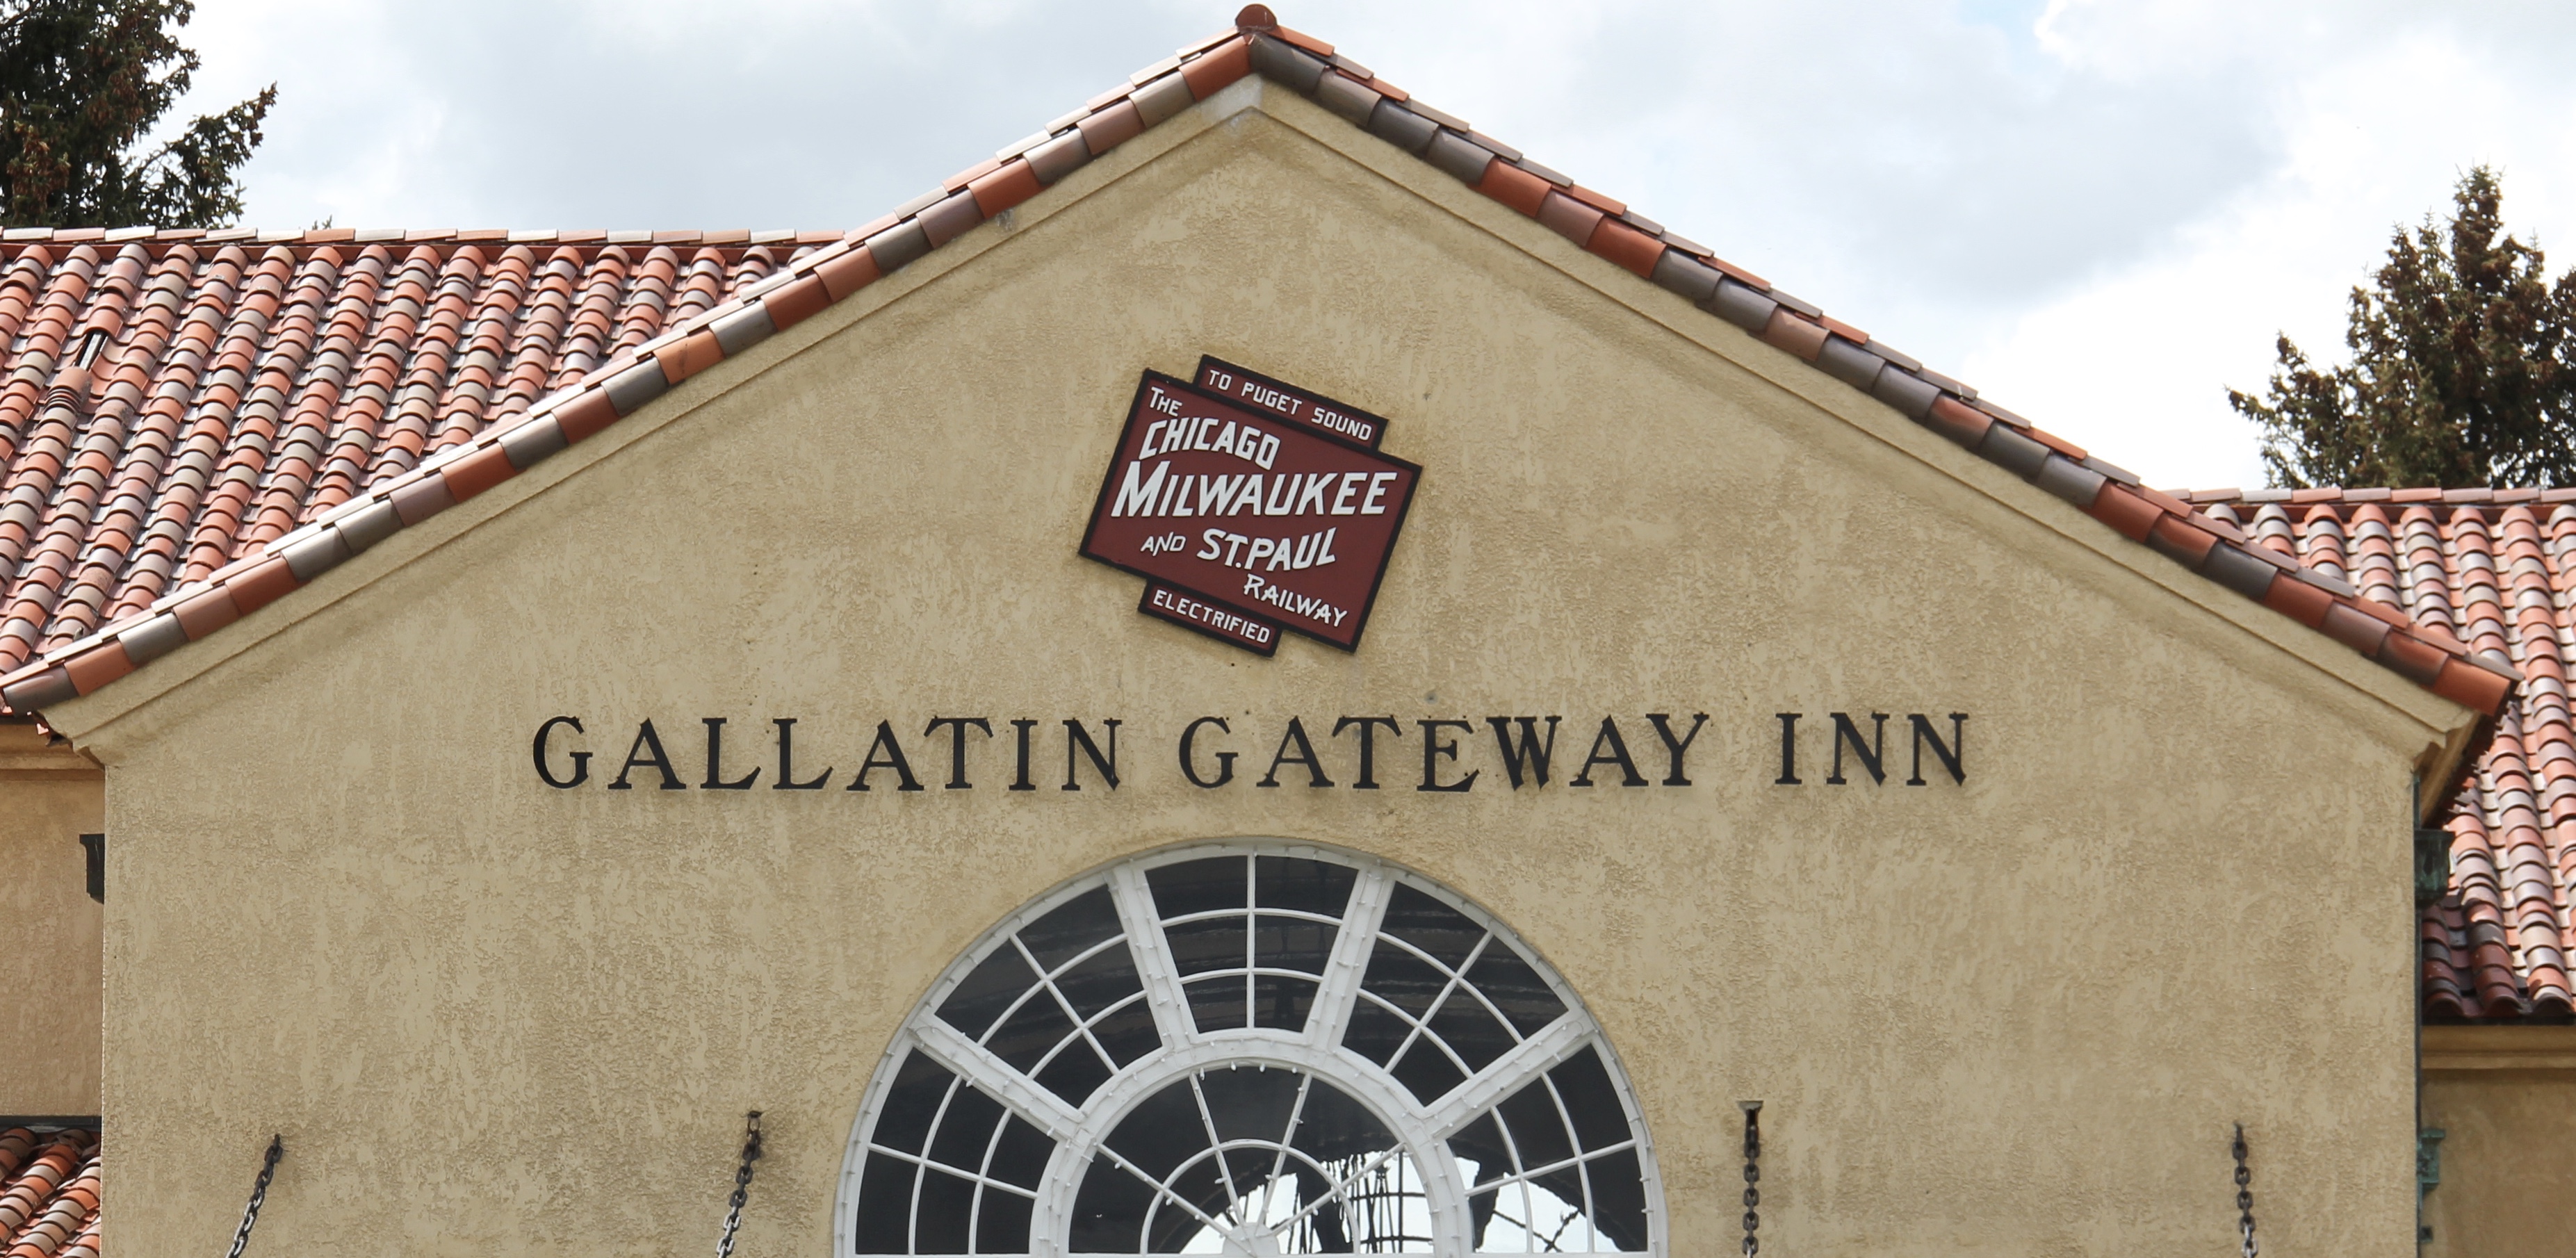 TO PUGET SOUND
THE
CHICAGO
MILWAUKEE
AND ST.PAUL
RAILWAY
ELECTRIFIED
GALLATIN GATEWAY INN